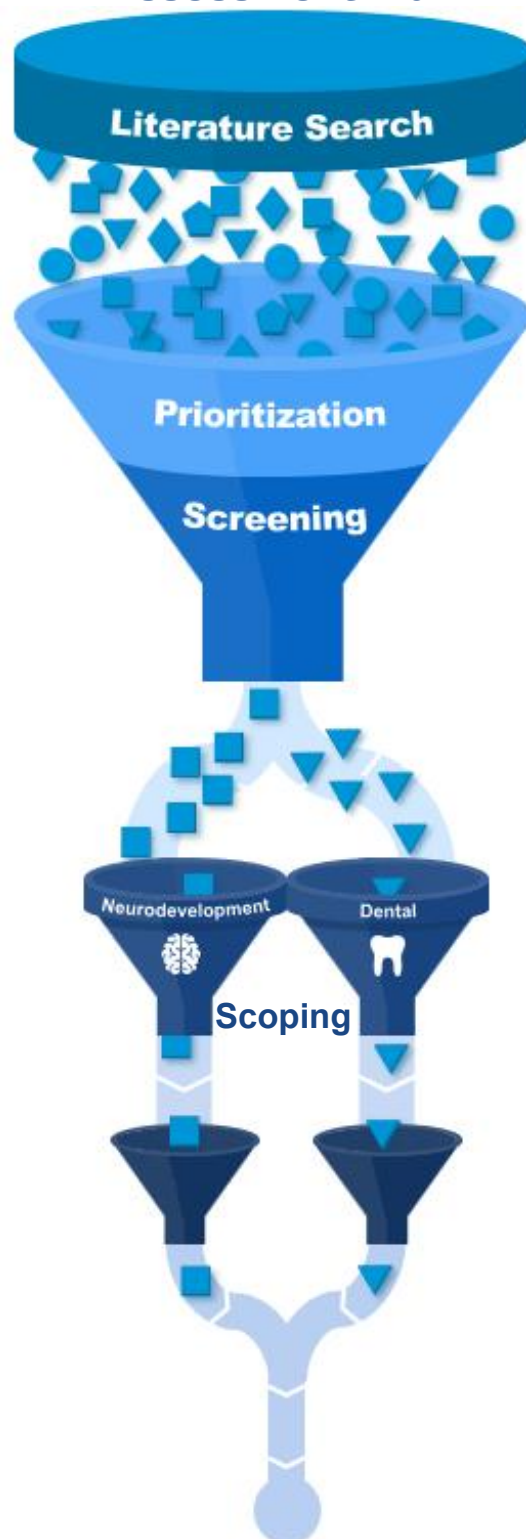 Literature Search
Prioritization
Screening
Neurodevelopment
Dental
Scoping